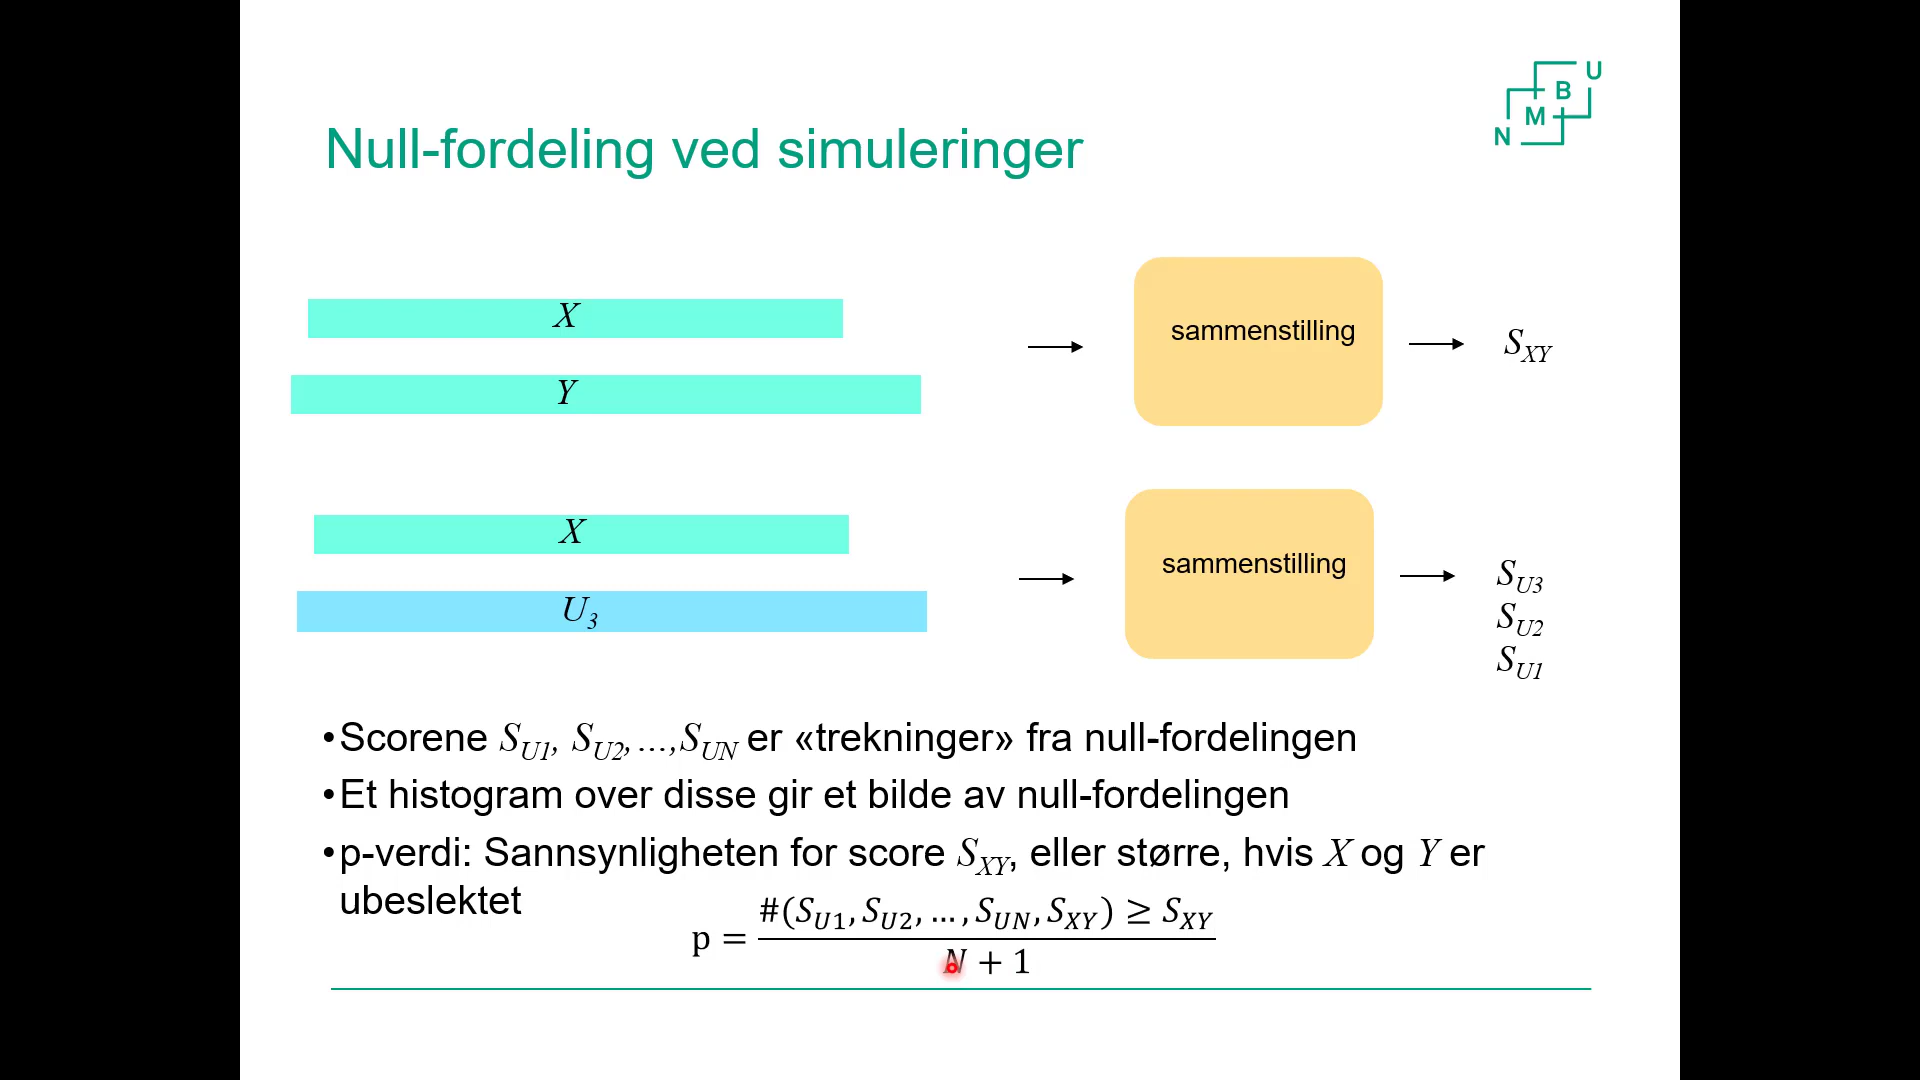 N M B U
Null-fordeling ved simuleringer
X
sammenstilling
S_XY
Y
X
sammenstilling
S_U3
U_3
S_U2
S_U1
•Scorene S_U1, S_U2,...,S_UN er «trekninger» fra null-fordelingen
•Et histogram over disse gir et bilde av null-fordelingen
•p-verdi: Sannsynligheten for score S_XY, eller større, hvis X og Y er
ubeslektet
p = #(S_U1, S_U2, … , S_UN, S_XY) ≥ S_XY
N + 1